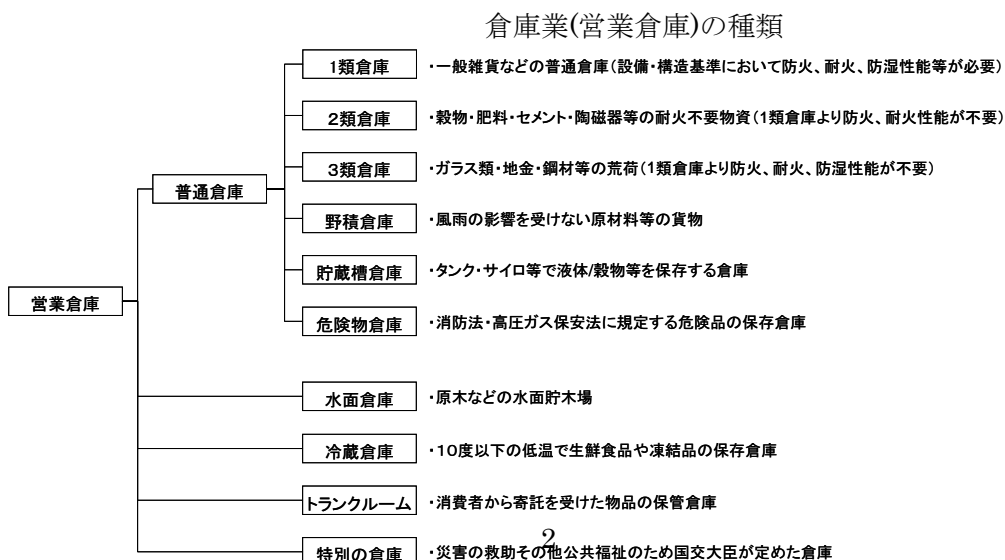 倉庫業(営業倉庫)の種類
1類倉庫 ・一般雑貨などの普通倉庫(設備・構造基準において防火、耐火、防湿性能等が必要)
2類倉庫 ・穀物・肥料・セメント・陶磁器等の耐火不要物資(1類倉庫より防火、耐火性能が不要)
3類倉庫 ・ガラス類・地金・鋼材等の荒荷(1類倉庫より防火、耐火、防湿性能が不要)
普通倉庫
野積倉庫 ・風雨の影響を受けない原材料等の貨物
貯蔵槽倉庫 ・タンク・サイロ等で液体/穀物等を保存する倉庫
営業倉庫
危険物倉庫 ・消防法・高圧ガス保安法に規定する危険品の保存倉庫
水面倉庫 ・原木などの水面貯木場
冷蔵倉庫 ・10度以下の低温で生鮮食品や凍結品の保存倉庫
トランクルーム ・消費者から寄託を受けた物品の保管倉庫
特別の倉庫 ・災害の救助その他公共福祉のため国交大臣が定めた倉庫
2